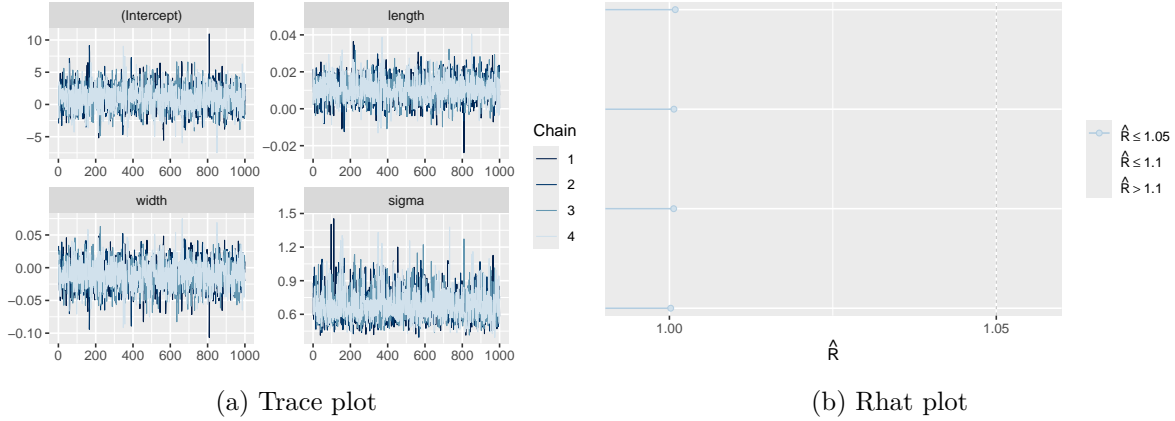 (Intercept)
length
10
5
0
−5
0.04
0.02
0.00
−0.02
0 200 400 600 800 1000
0 200 400 600 800 1000
width
sigma
0.05
0.00
−0.05
−0.10
1.5
1.2
0.9
0.6
0 200 400 600 800 1000
0 200 400 600 800 1000
Chain
1
2
3
4
(a) Trace plot
1.00 1.05
R̂
R̂ ≤ 1.05
R̂ ≤ 1.1
R̂ > 1.1
(b) Rhat plot